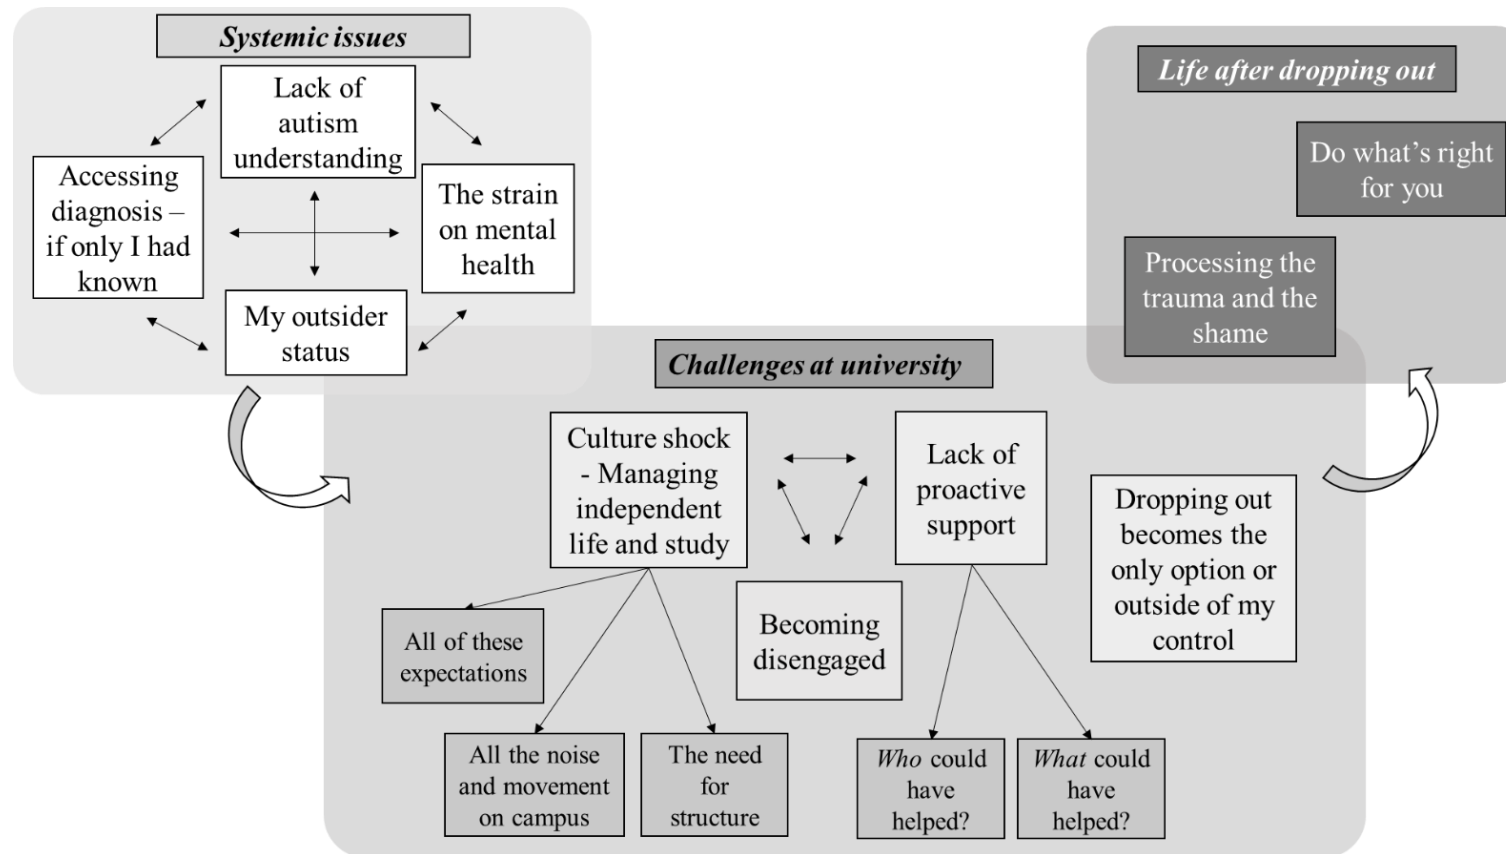 Systemic issues
Lack of
autism
understanding
Accessing
diagnosis –
if only I had
known
The strain
on mental
health
My outsider
status
Life after dropping out
Do what’s right
for you
Processing the
trauma and the
shame
Challenges at university
Culture shock
- Managing
independent
life and study
Lack of
proactive
support
Becoming
disengaged
Dropping out
becomes the
only option or
outside of my
control
All of these
expectations
All the noise
and movement
on campus
The need
for
structure
Who could
have
helped?
What could
have
helped?